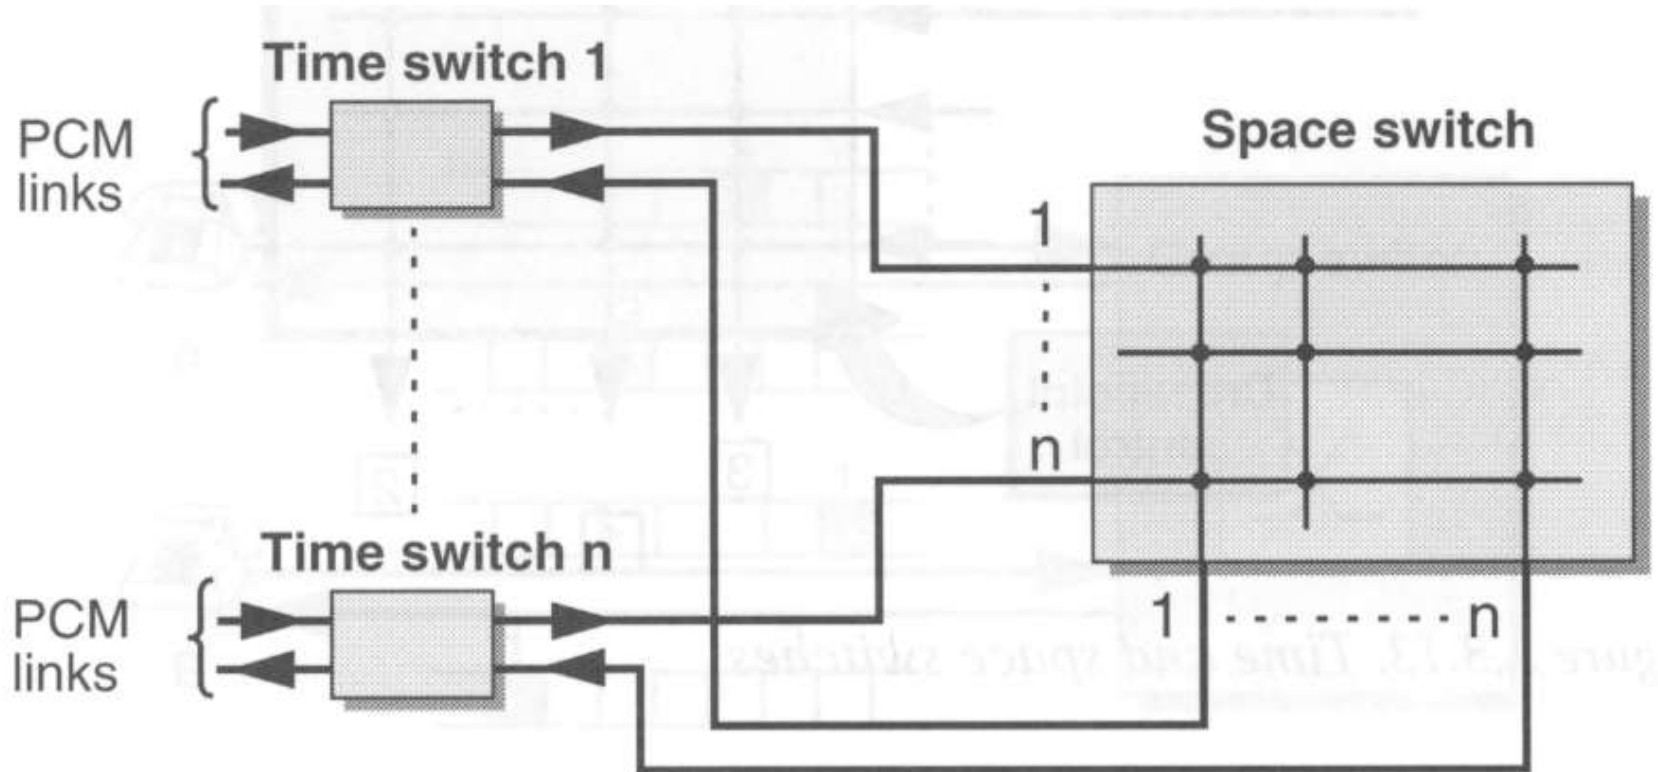 Time switch 1
PCM
links
Space switch
1
n
Time switch n
PCM
links
1
n